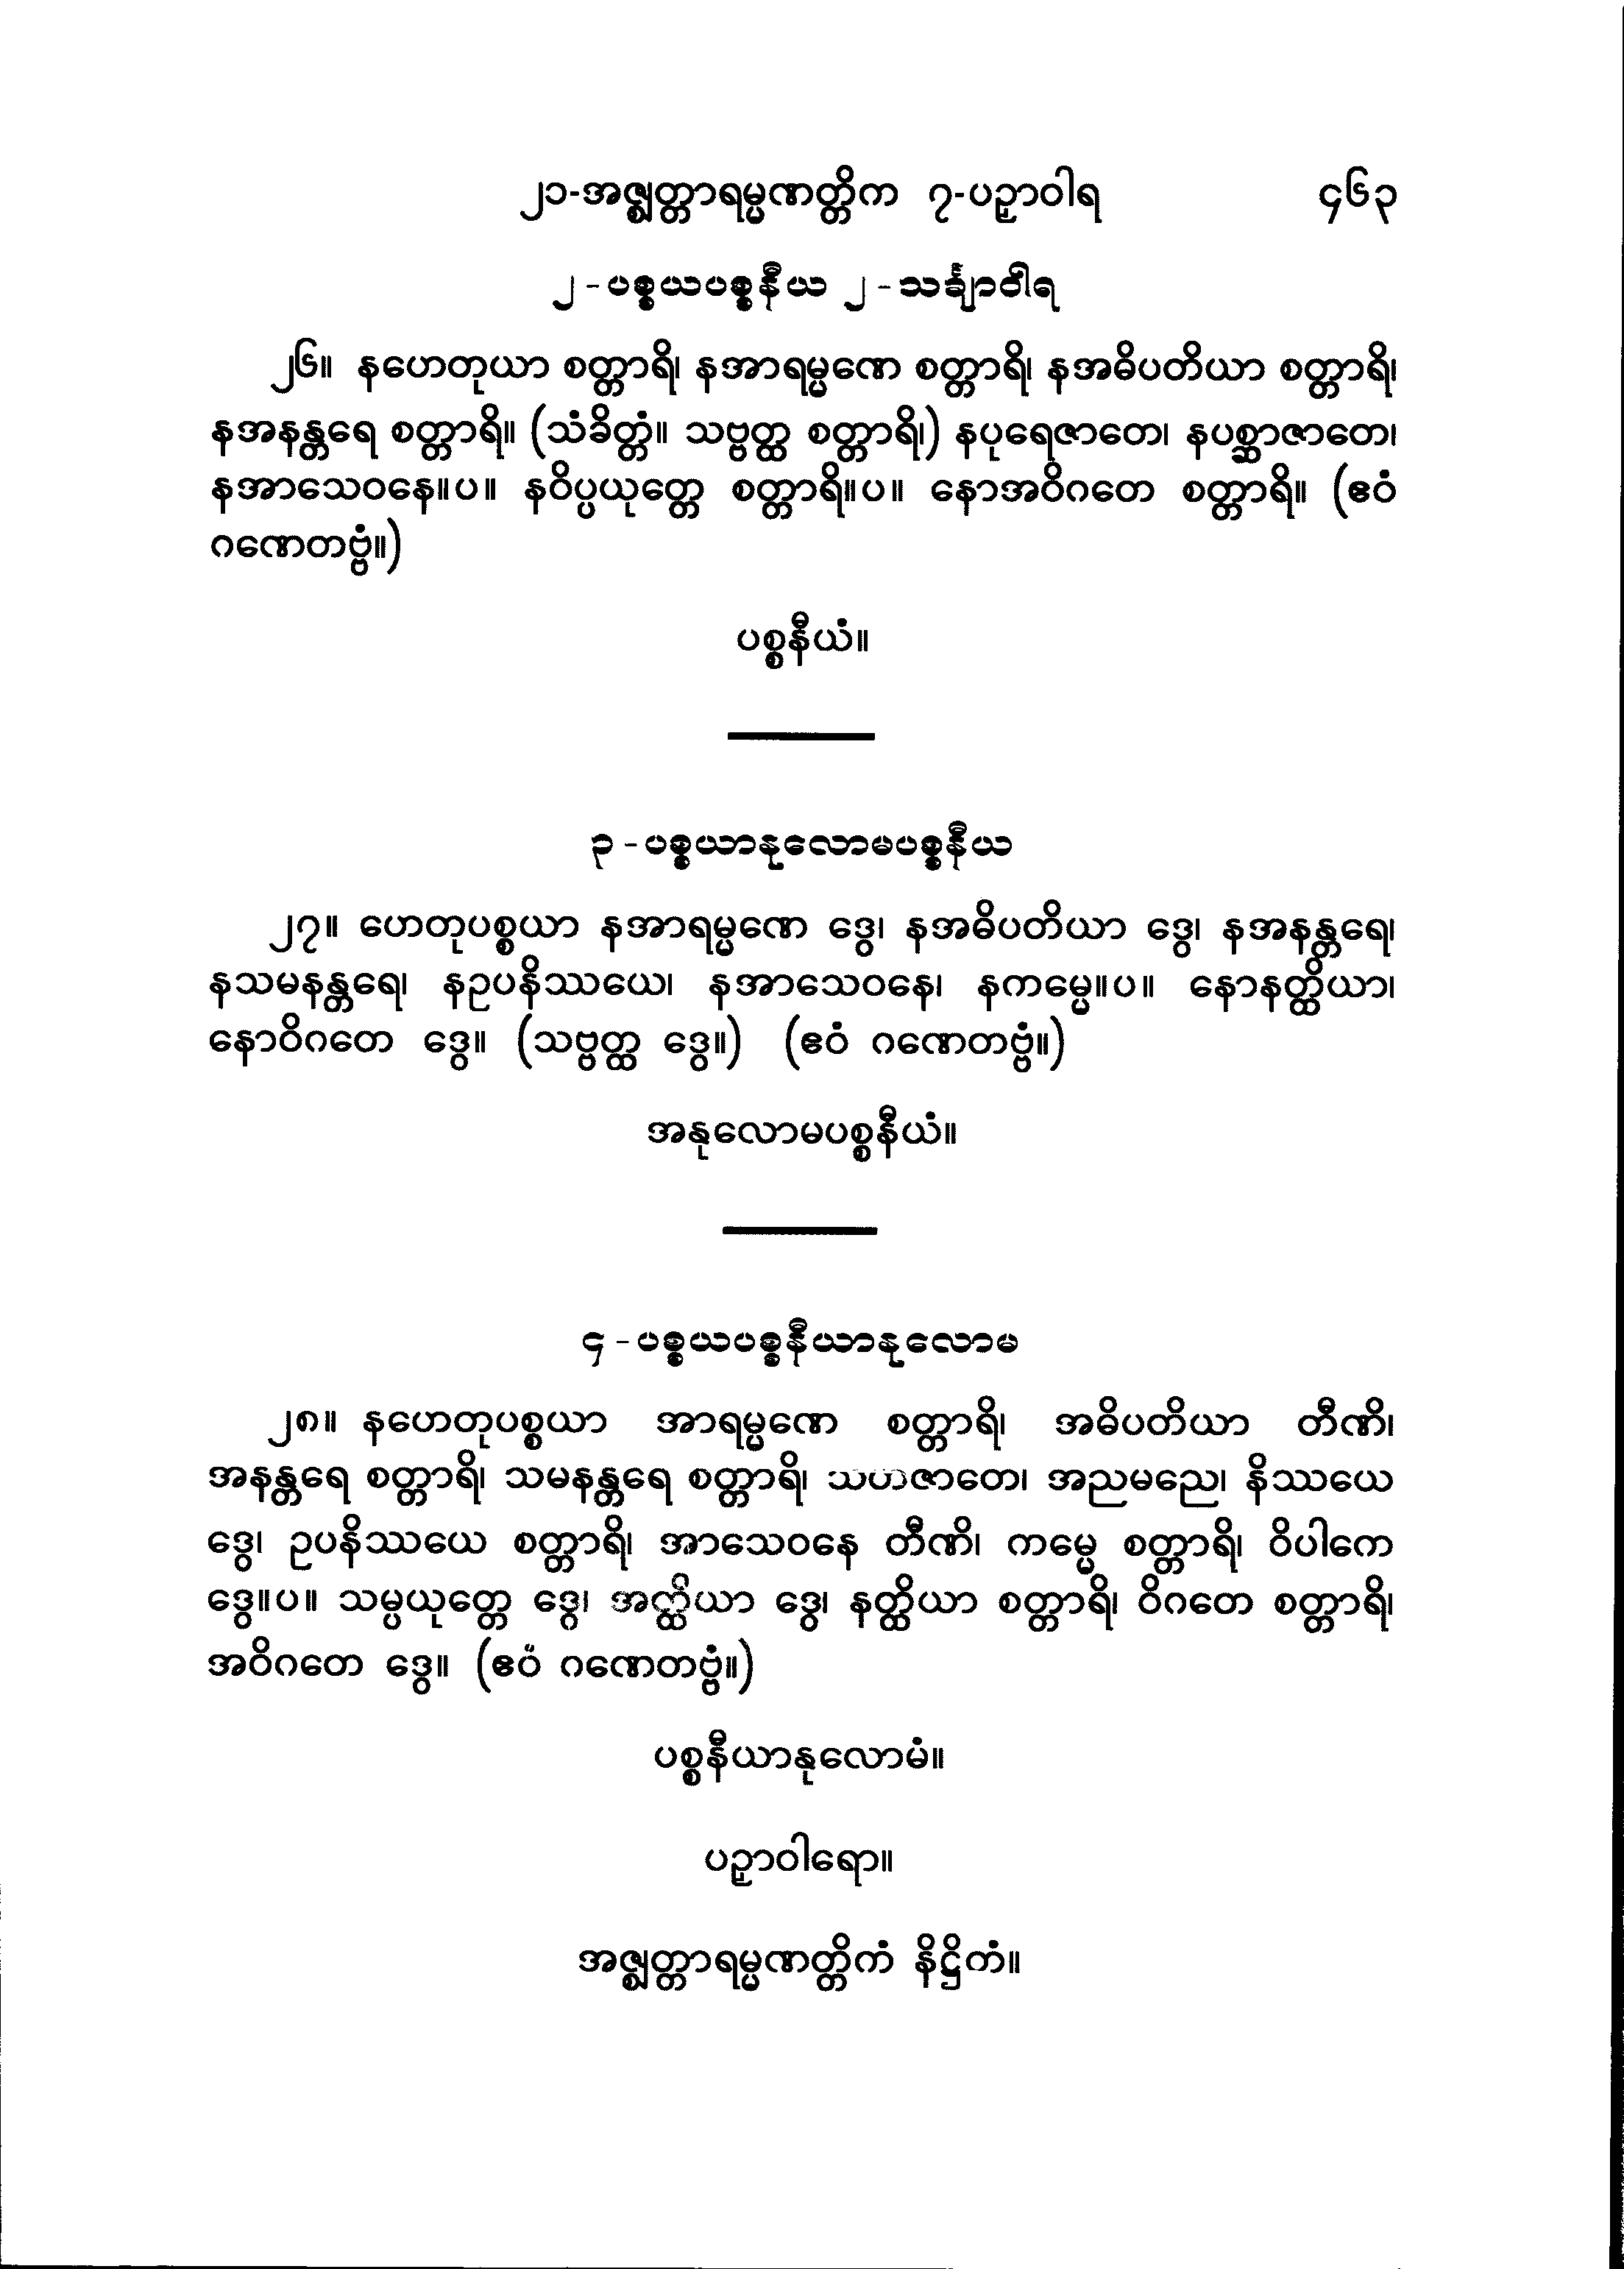 ၂၁-အဇ္ဈတ္တာရမ္မဏတ္တိက ၇-ပဉှာဝါရ ၄၆၃
၂-ပစ္စယပစ္စနီယ ၂-သင်္ချာဝါရ
၂၆။ နဟေတုယာ စတ္တာရိ၊ နအာရမ္မဏေ စတ္တာရိ၊ နအဓိပတိယာ စတ္တာရိ၊
နအနန္တရေ စတ္တာရိ။ (သံခိတ္တံ။ သဗ္ဗတ္ထ စတ္တာရိ၊) နပုရေဇာတေ၊ နပစ္ဆာဇာတေ၊
နအာသေဝနေ။ပ။ နဝိပ္ပယုတ္တေ စတ္တာရိ။ပ။ နောအဝိဂတေ စတ္တာရိ။ (ဧဝံ
ဂဏေတဗ္ဗံ။)
ပစ္စနီယံ။
၃-ပစ္စယာနုလောမပစ္စနီယ
၂၇။ ဟေတုပစ္စယာ နအာရမ္မဏေ ဒွေ၊ နအဓိပတိယာ ဒွေ၊ နအနန္တရေ၊
နသမနန္တရေ၊ နဥပနိဿယေ၊ နအာသေဝနေ၊ နကမ္မေ။ပ။ နောနတ္ထိယာ၊
နောဝိဂတေ ဒွေ။ (သဗ္ဗတ္ထ ဒွေ။) (ဧဝံ ဂဏေတဗ္ဗံ။)
အနုလောမပစ္စနီယံ။
၄-ပစ္စယပစ္စနီယာနုလောမ
၂၈။ နဟေတုပစ္စယာ အာရမ္မဏေ စတ္တာရိ၊ အဓိပတိယာ တီဏိ၊
အနန္တရေ စတ္တာရိ၊ သမနန္တရေ စတ္တာရိ၊ သဟဇာတေ၊ အညမညေ၊ နိဿယေ
ဒွေ၊ ဥပနိဿယေ စတ္တာရိ၊ အာသေဝနေ တီဏိ၊ ကမ္မေ စတ္တာရိ၊ ဝိပါကေ
ဒွေ။ပ။ သမ္ပယုတ္တေ ဒွေ၊ အတ္ထိယာ ဒွေ၊ နတ္ထိယာ စတ္တာရိ၊ ဝိဂတေ စတ္တာရိ၊
အဝိဂတေ ဒွေ။ (ဧဝံ ဂဏေတဗ္ဗံ။)
ပစ္စနီယာနုလောမံ။
ပဉှာဝါရော။
အဇ္ဈတ္တာရမ္မဏတ္တိကံ နိဋ္ဌိတံ။